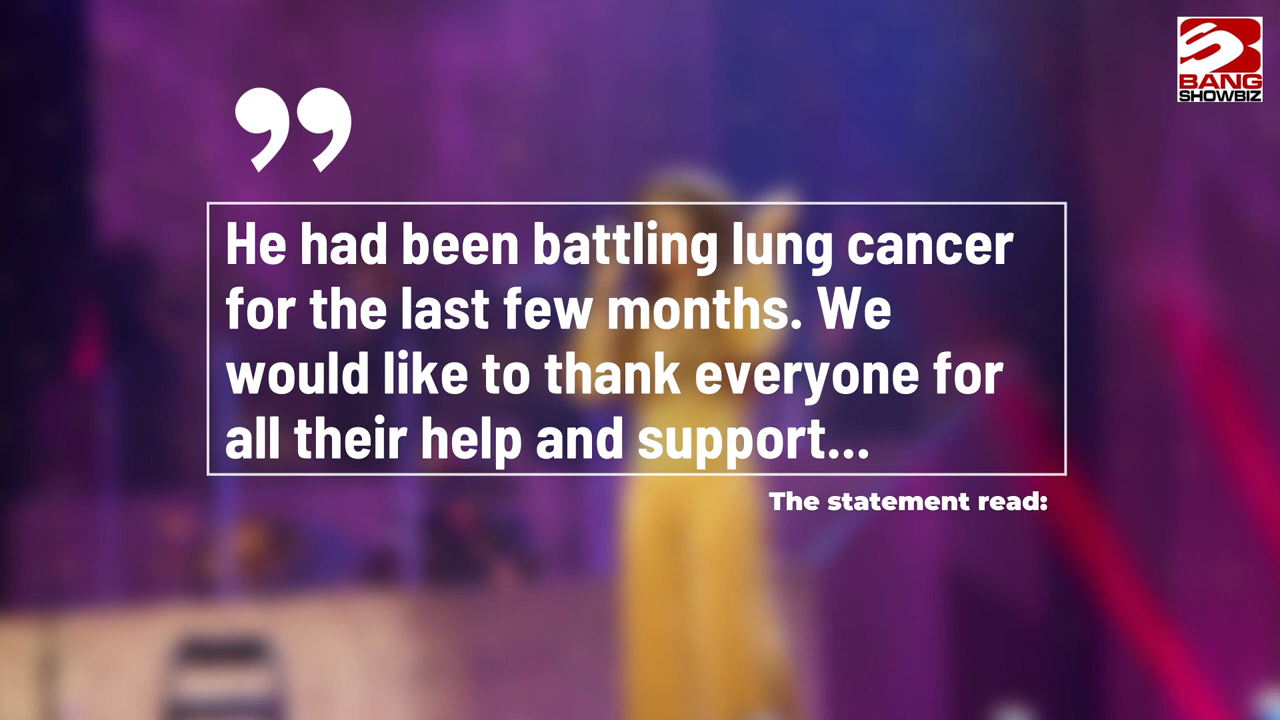 BANG
SHOWBIZ
”
He had been battling lung cancer
for the last few months. We
would like to thank everyone for
all their help and support...
The statement read: